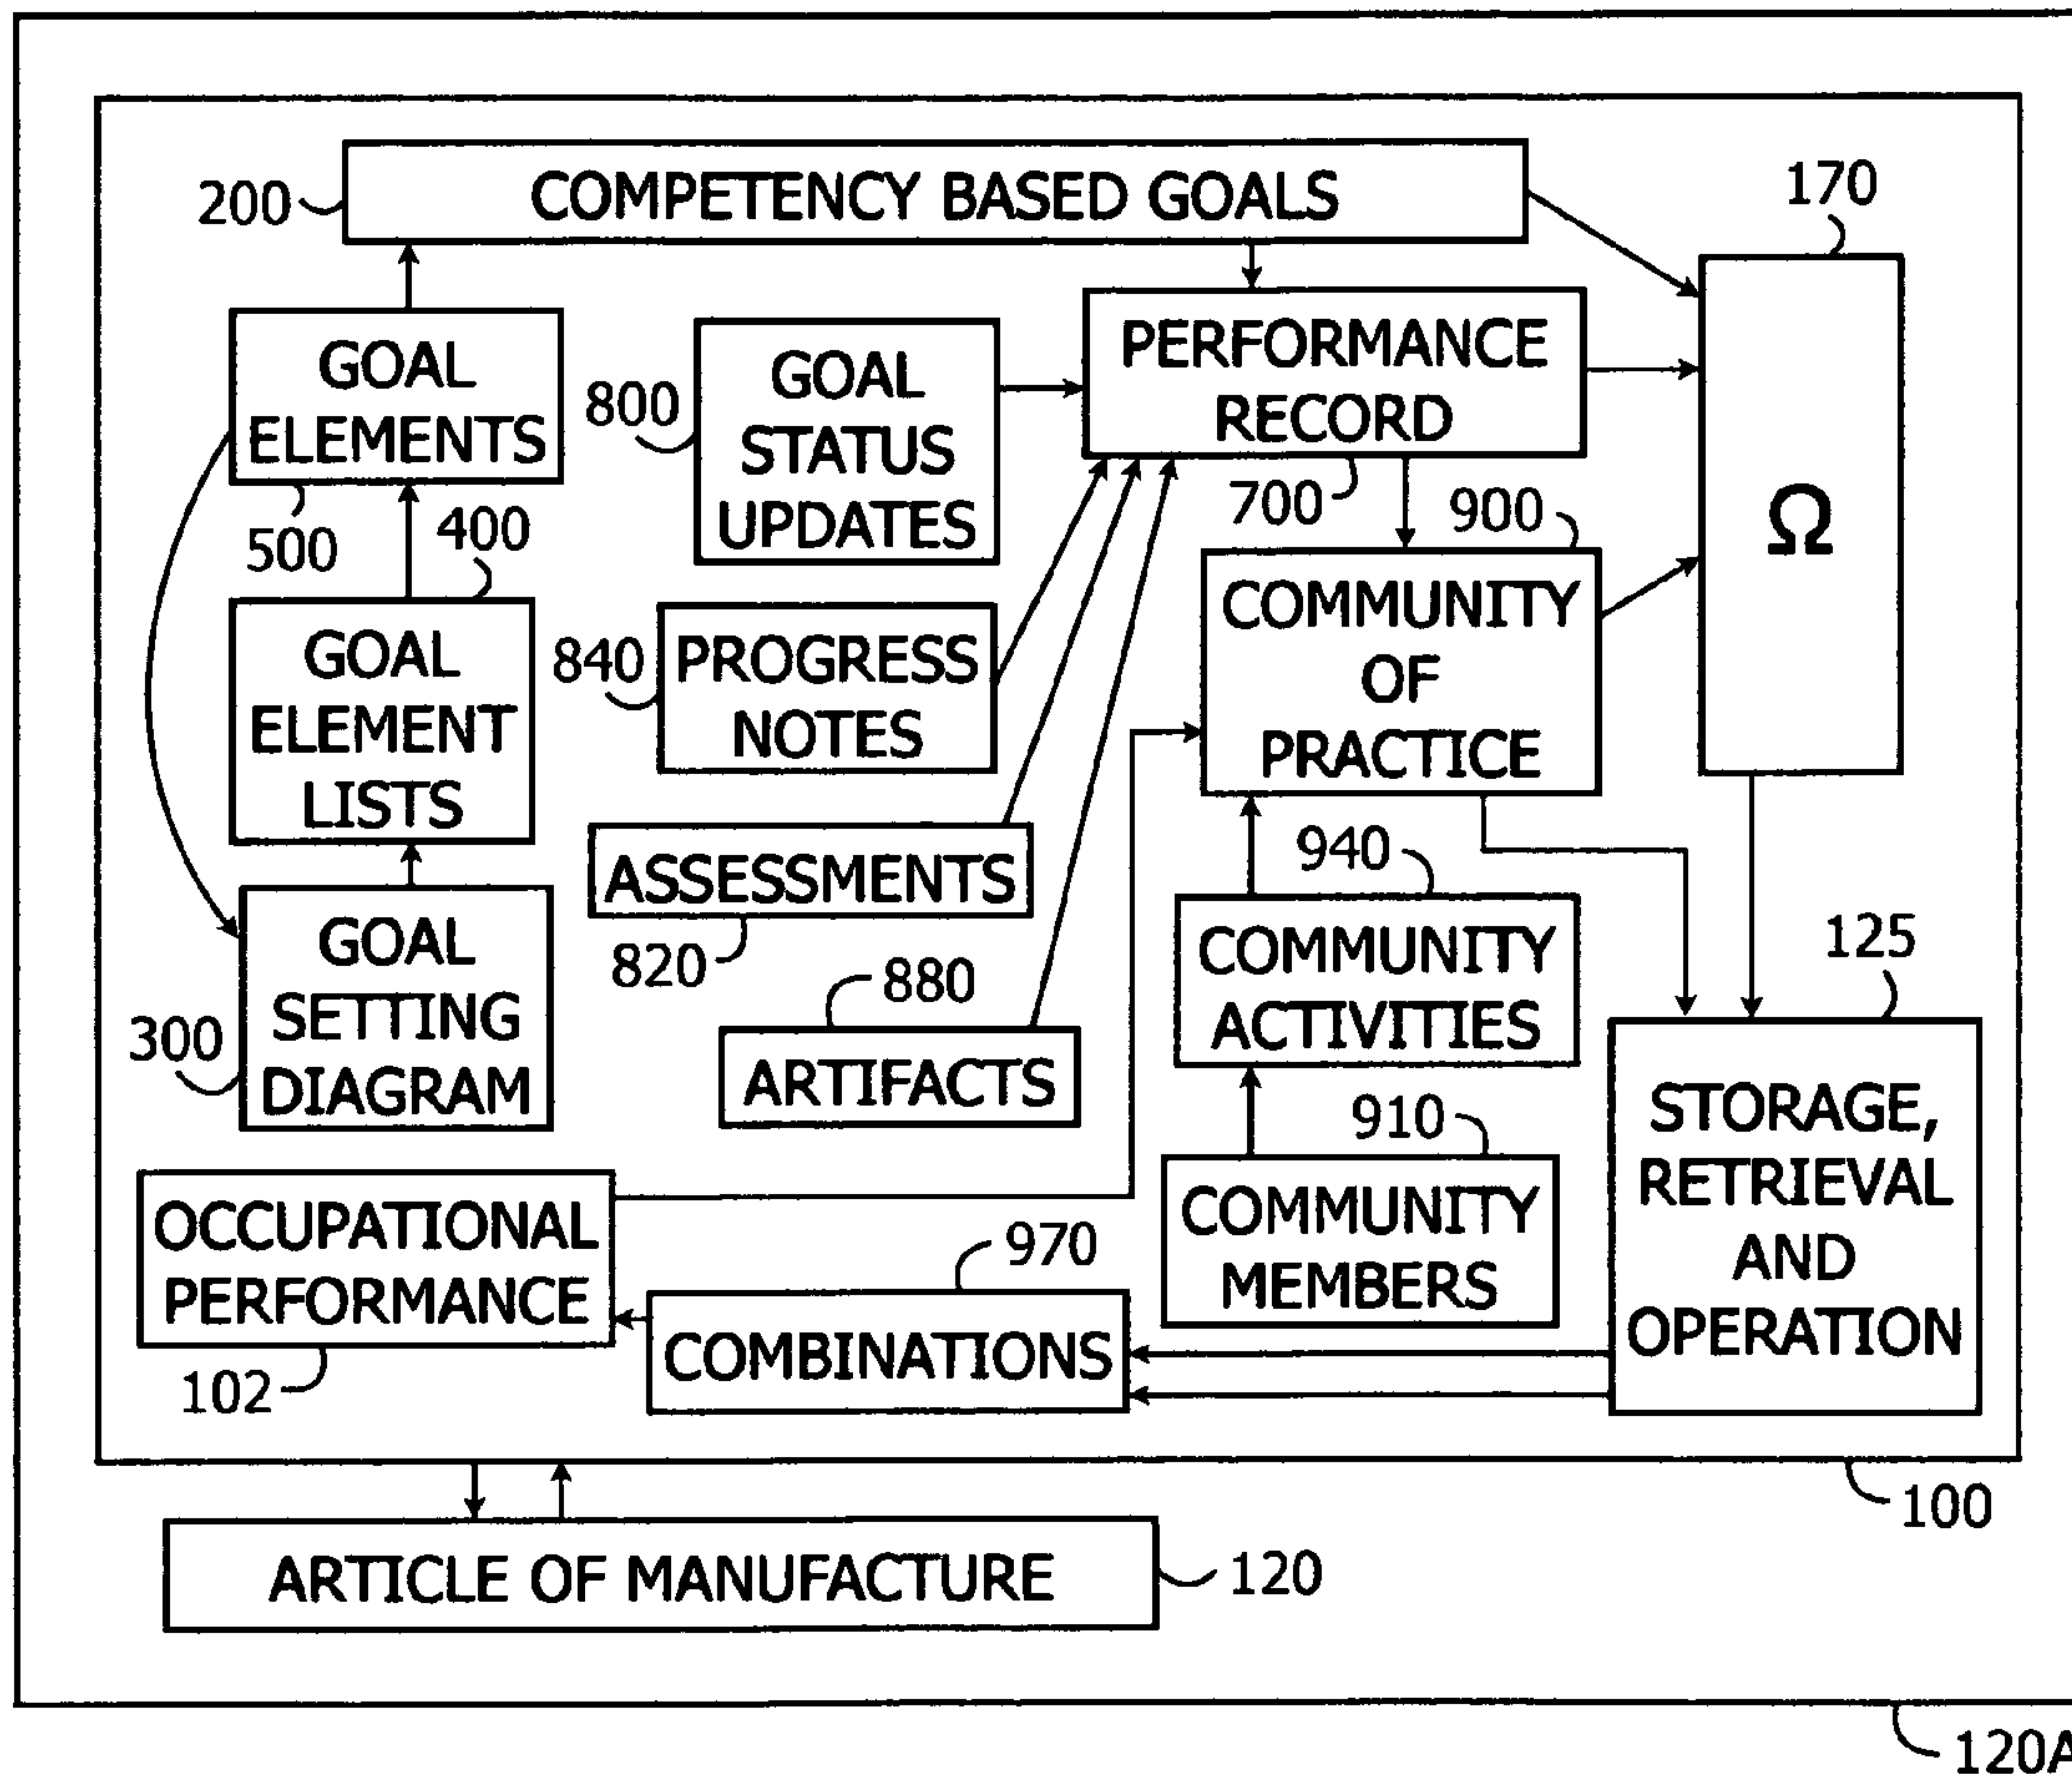 200
COMPETENCY BASED GOALS
170
GOAL
ELEMENTS
500
800
GOAL
STATUS
UPDATES
PERFORMANCE
RECORD
700
900
Ω
400
GOAL
ELEMENT
LISTS
840
PROGRESS
NOTES
COMMUNITY
OF
PRACTICE
ASSESSMENTS
820
940
125
300
GOAL
SETTING
DIAGRAM
880
ARTIFACTS
COMMUNITY
ACTIVITIES
910
COMMUNITY
MEMBERS
STORAGE,
RETRIEVAL
AND
OPERATION
OCCUPATIONAL
PERFORMANCE
102
970
COMBINATIONS
100
ARTICLE OF MANUFACTURE
120
120A